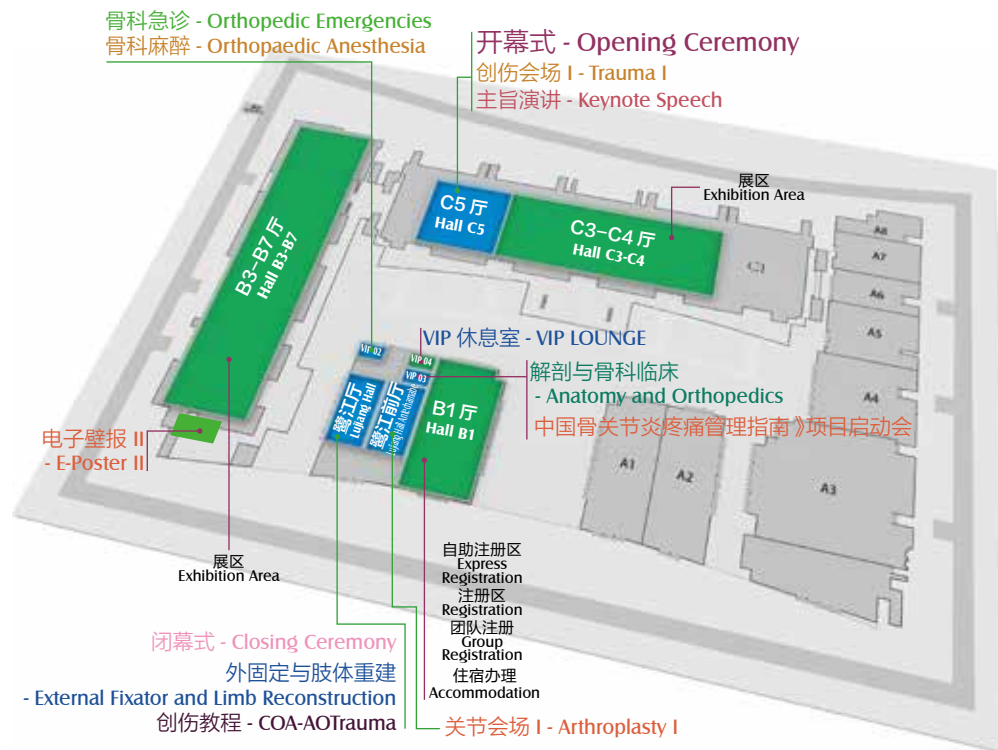 骨科急诊 - Orthopedic Emergencies
骨科麻醉 - Orthopaedic Anesthesia
开幕式 - Opening Ceremony
创伤会场 I - Trauma I
主旨演讲 - Keynote Speech
展区
Exhibition Area
C5 厅
Hall C5
C3-C4 厅
Hall C3-C4
C1
A8
A7
A6
A5
A4
B3-B7 厅
Hall B3-B7
VIP 02
VIP 04
VIP 03
VIP 休息室 - VIP LOUNGE
解剖与骨科临床
- Anatomy and Orthopedics
中国骨关节炎疼痛管理指南》项目启动会
鹭江厅
Lujiang Hall
鹭江前厅
Lujiang Hall Antechamber
B1 厅
Hall B1
A1
A2
A3
电子壁报 II
- E-Poster II
展区
Exhibition Area
自助注册区
Express
Registration
注册区
Registration
团队注册
Group
Registration
住宿办理
Accommodation
闭幕式 - Closing Ceremony
外固定与肢体重建
- External Fixator and Limb Reconstruction
创伤教程 - COA-AOTrauma
关节会场 I - Arthroplasty I